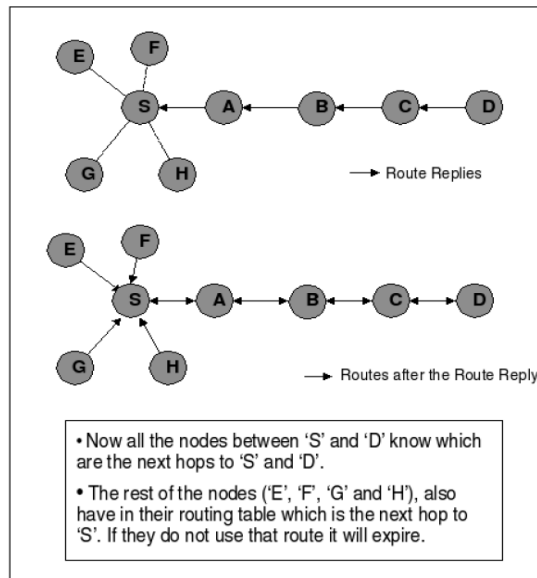 E
F
S
A
B
C
D
G
H
Route Replies
E
F
S
A
B
C
D
G
H
Routes after the Route Reply
• Now all the nodes between ‘S’ and ‘D’ know which
are the next hops to ‘S’ and ‘D’.
• The rest of the nodes (‘E’, ‘F’, ‘G’ and ‘H’), also
have in their routing table which is the next hop to
‘S’. If they do not use that route it will expire.